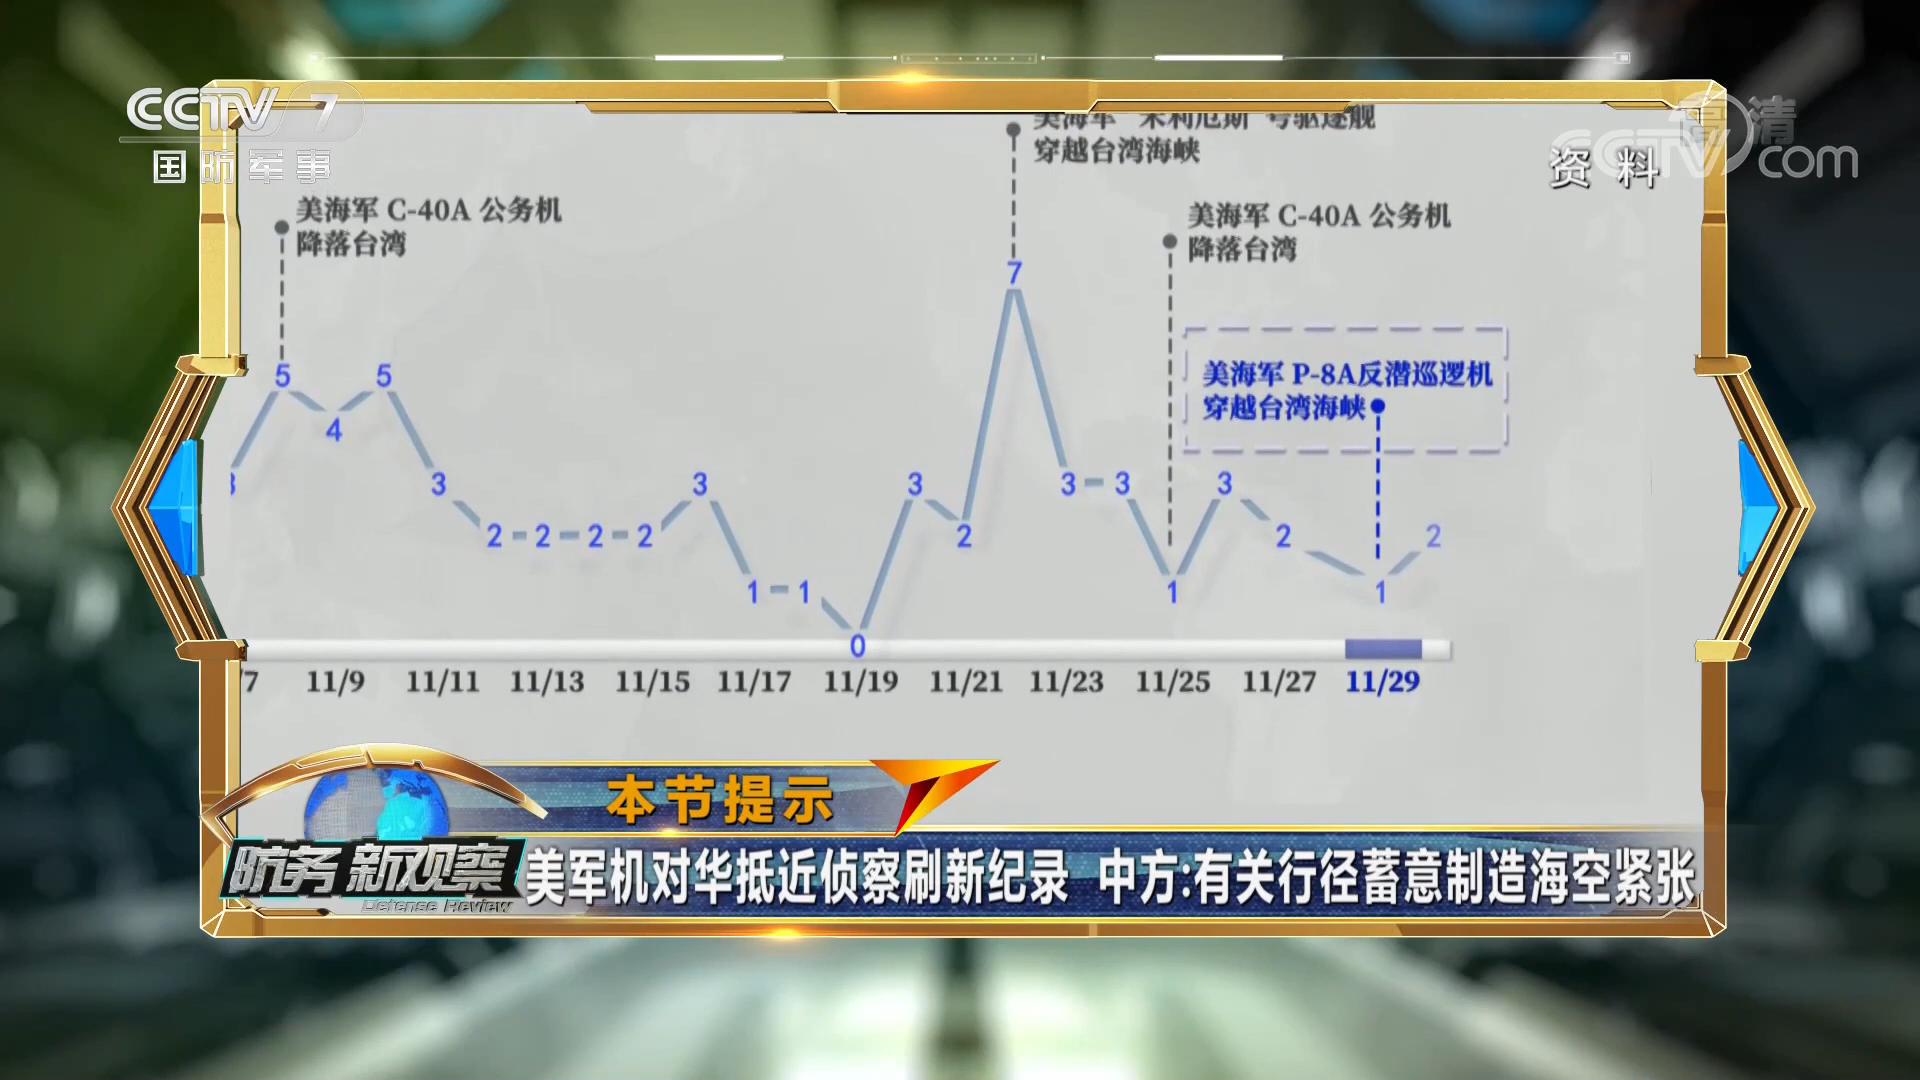 CCTV 7
国防军事
高清
CCTV com
资 料
美海军 "米利厄斯" 号驱逐舰
穿越台湾海峡
美海军 C-40A 公务机
降落台湾
美海军 C-40A 公务机
降落台湾
美海军 P-8A反潜巡逻机
穿越台湾海峡
3 5 4 5 3 2 2 2 2 3 1 1 0 3 2 7 3 3 1 3 2 1 2
/7 11/9 11/11 11/13 11/15 11/17 11/19 11/21 11/23 11/25 11/27 11/29
本节提示
防务新观察
Defense Review
美军机对华抵近侦察刷新纪录 中方:有关行径蓄意制造海空紧张